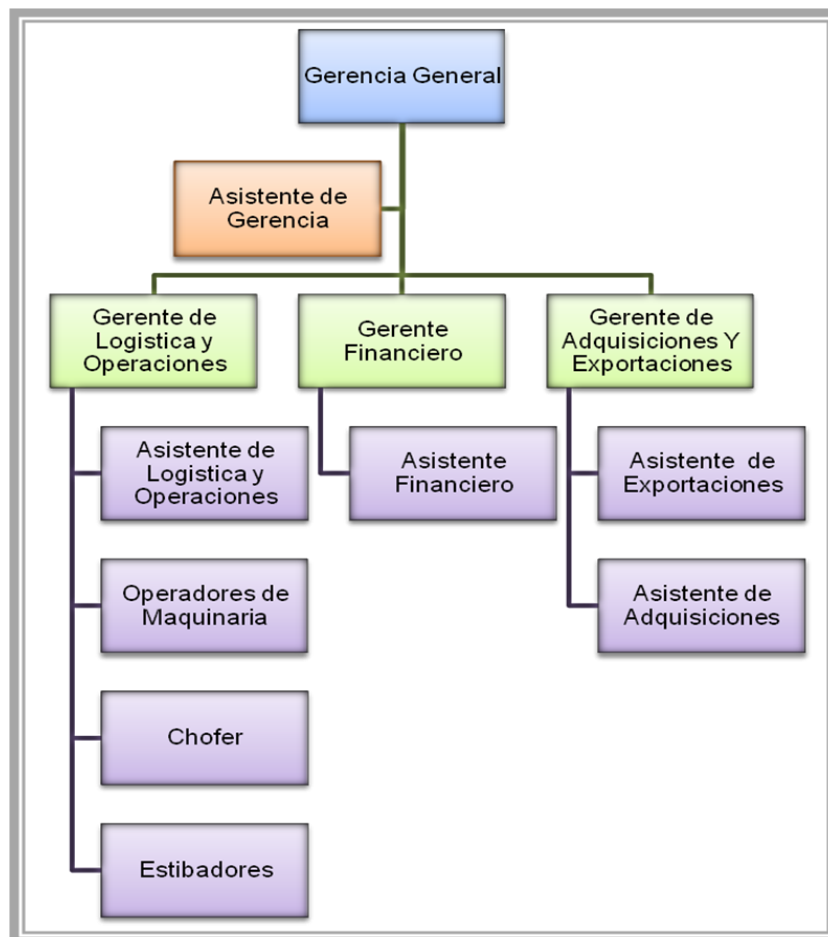 Gerencia General
Asistente de
Gerencia
Gerente de
Logistica y
Operaciones
Gerente
Financiero
Gerente de
Adquisiciones Y
Exportaciones
Asistente de
Logistica y
Operaciones
Asistente
Financiero
Asistente de
Exportaciones
Operadores de
Maquinaria
Asistente de
Adquisiciones
Chofer
Estibadores